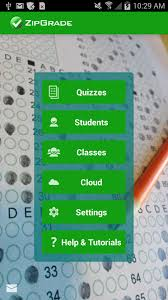 10:29 AM
ZipGrade
Quizzes
Students
Classes
Cloud
Settings
? Help & Tutorials